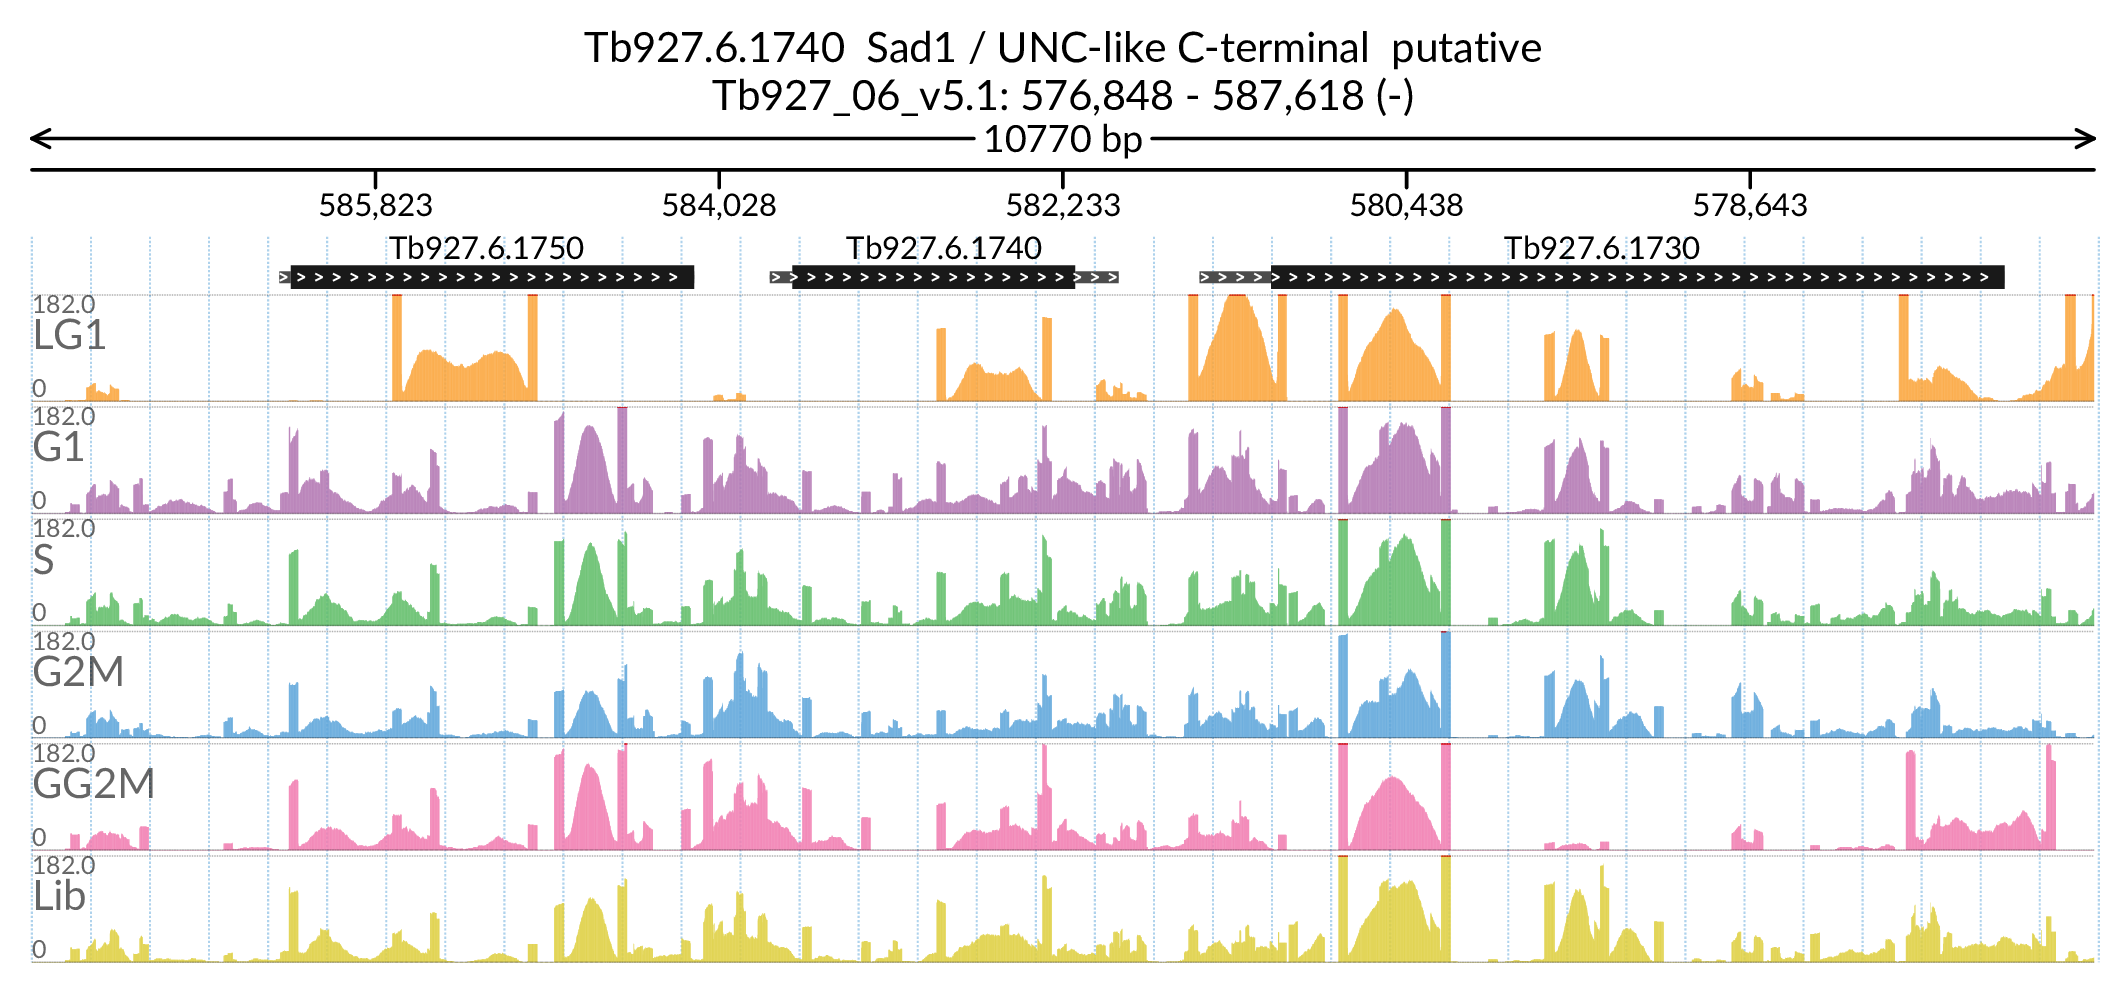 Tb927.6.1740  Sad1 / UNC-like C-terminal  putative
Tb927_06_v5.1: 576,848 - 587,618 (-)
10770 bp
585,823 584,028 582,233 580,438 578,643
Tb927.6.1750 Tb927.6.1740 Tb927.6.1730
182.0
LG1
0
182.0
G1
0
182.0
S
0
182.0
G2M
0
182.0
GG2M
0
182.0
Lib
0